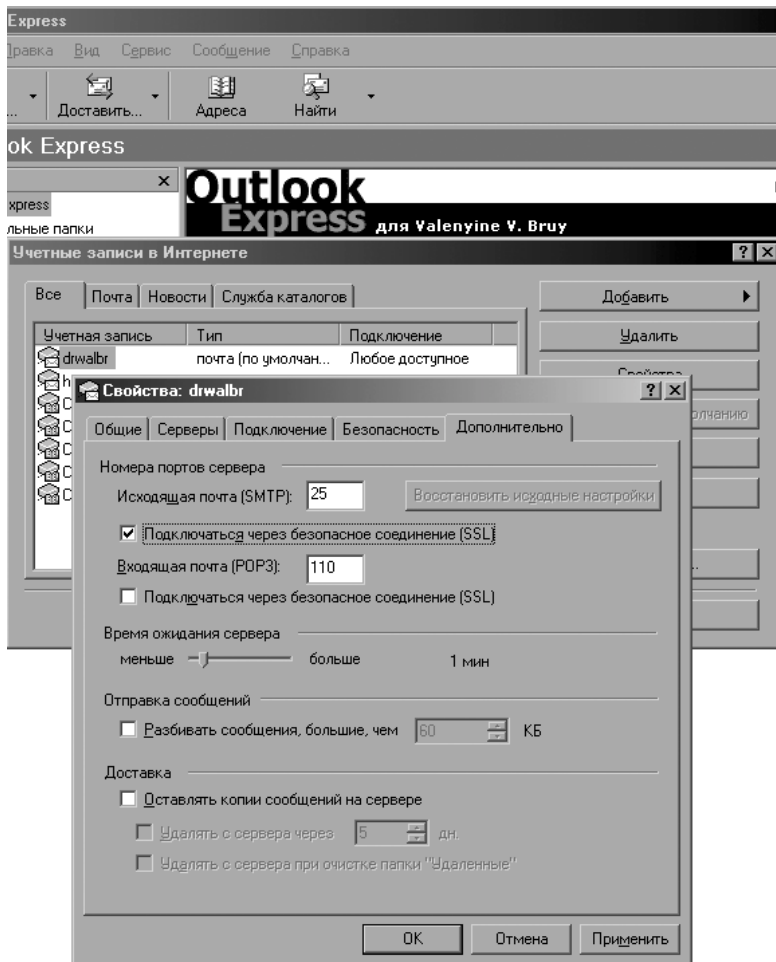 Express
Правка Вид Сервис Сообщение Справка
... Доставить... Адреса Найти
ok Express
xpress
льные папки
Outlook
Express для Valenyine V. Bruy
Учетные записи в Интернете
Все Почта Новости Служба каталогов
Добавить
Удалить
Учетная запись Тип Подключение
drwalbr почта (по умолчан... Любое доступное
Свойства
олчанию
Свойства: drwalbr
Общие Серверы Подключение Безопасность Дополнительно
Номера портов сервера
Исходящая почта (SMTP): 25 Восстановить исходные настройки
Подключаться через безопасное соединение (SSL)
Входящая почта (POP3): 110
Подключаться через безопасное соединение (SSL)
Время ожидания сервера
меньше больше 1 мин
Отправка сообщений
Разбивать сообщения, большие, чем 60 КБ
Доставка
Оставлять копии сообщений на сервере
Удалять с сервера через 5 дн.
Удалять с сервера при очистке папки "Удаленные"
OK Отмена Применить